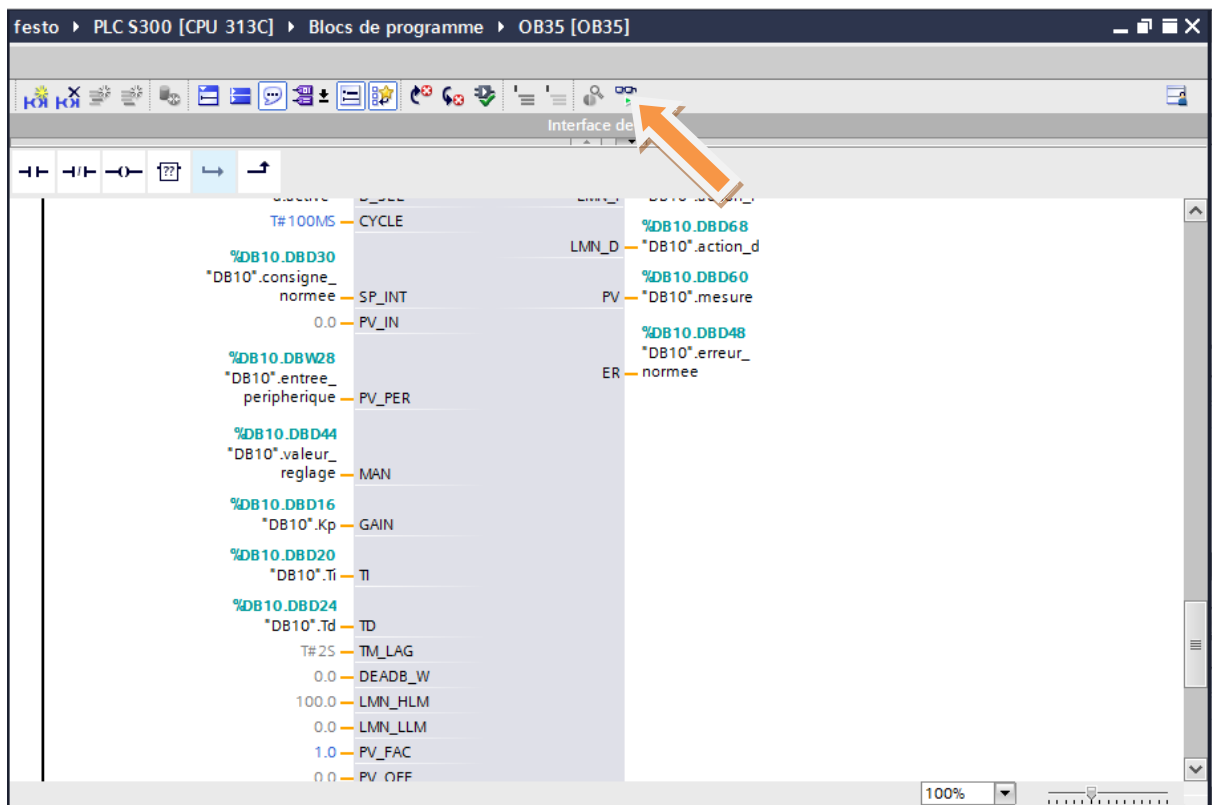 festo ▸ PLC S300 [CPU 313C] ▸ Blocs de programme ▸ OB35 [OB35]
Interface de
T#100MS CYCLE
%DB10.DBD68
LMN_D "DB10".action_d
%DB10.DBD30
"DB10".consigne_
normee SP_INT
%DB10.DBD60
PV "DB10".mesure
0.0 PV_IN
%DB10.DBD48
"DB10".erreur_
ER normee
%DB10.DBW28
"DB10".entree_
peripherique PV_PER
%DB10.DBD44
"DB10".valeur_
reglage MAN
%DB10.DBD16
"DB10".Kp GAIN
%DB10.DBD20
"DB10".Ti TI
%DB10.DBD24
"DB10".Td TD
T#2S TM_LAG
0.0 DEADB_W
100.0 LMN_HLM
0.0 LMN_LLM
1.0 PV_FAC
0.0 PV_OFF
100%